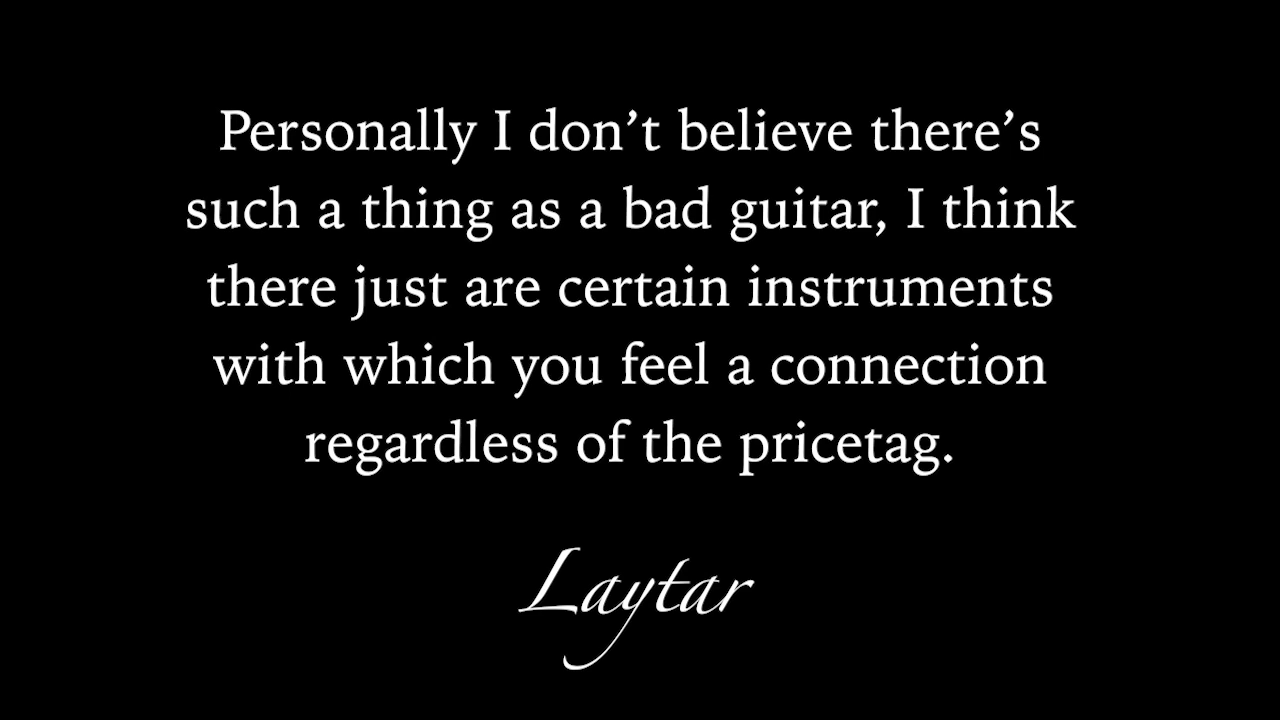 Personally I don’t believe there’s
such a thing as a bad guitar, I think
there just are certain instruments
with which you feel a connection
regardless of the pricetag.
Laytar